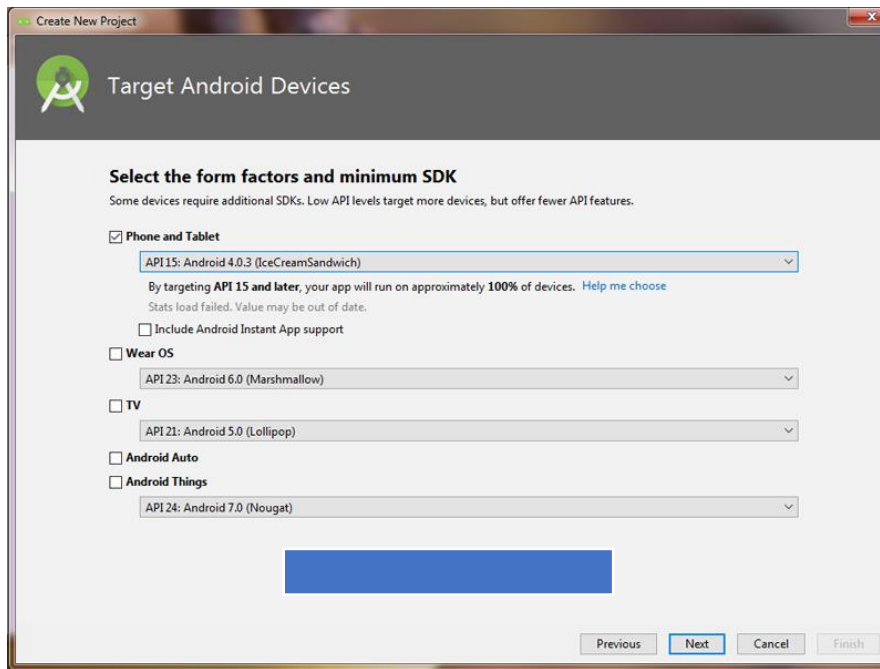 Create New Project
Target Android Devices
Select the form factors and minimum SDK
Some devices require additional SDKs. Low API levels target more devices, but offer fewer API features.
Phone and Tablet
API 15: Android 4.0.3 (IceCreamSandwich)
By targeting API 15 and later, your app will run on approximately 100% of devices. Help me choose
Stats load failed. Value may be out of date.
Include Android Instant App support
Wear OS
API 23: Android 6.0 (Marshmallow)
TV
API 21: Android 5.0 (Lollipop)
Android Auto
Android Things
API 24: Android 7.0 (Nougat)
Previous Next Cancel Finish